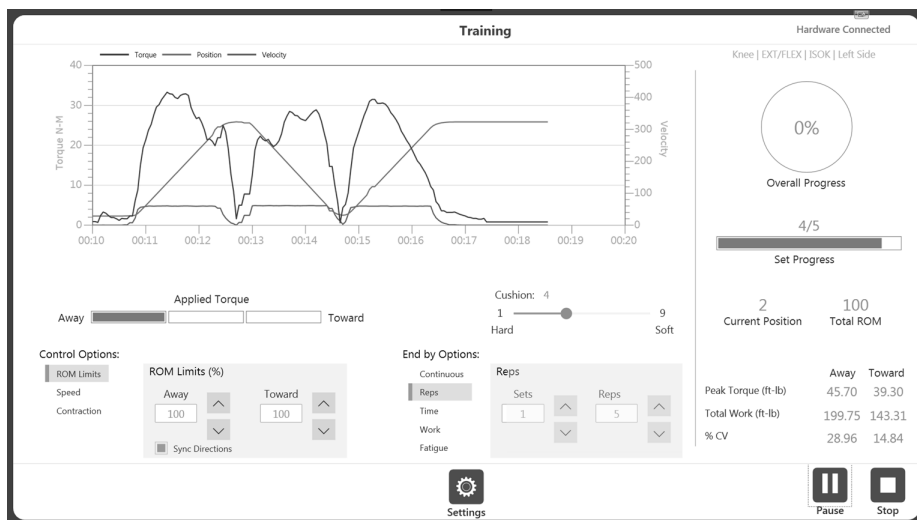 Training
Hardware Connected
Torque Position Velocity
Knee | EXT/FLEX | ISOK | Left Side
40
30
20
10
0
Torque N-M
500
400
300
200
100
0
Velocity
00:10 00:11 00:12 00:13 00:14 00:15 00:16 00:17 00:18 00:19 00:20
0%
Overall Progress
4/5
Set Progress
2 100
Current Position Total ROM
Applied Torque
Away Toward
Cushion: 4
1 9
Hard Soft
Control Options:
ROM Limits
Speed
Contraction
ROM Limits (%)
Away Toward
100 100
Sync Directions
End by Options:
Continuous
Reps
Time
Work
Fatigue
Reps
Sets Reps
1 5
Away Toward
Peak Torque (ft-lb) 45.70 39.30
Total Work (ft-lb) 199.75 143.31
% CV 28.96 14.84
Settings
Pause Stop